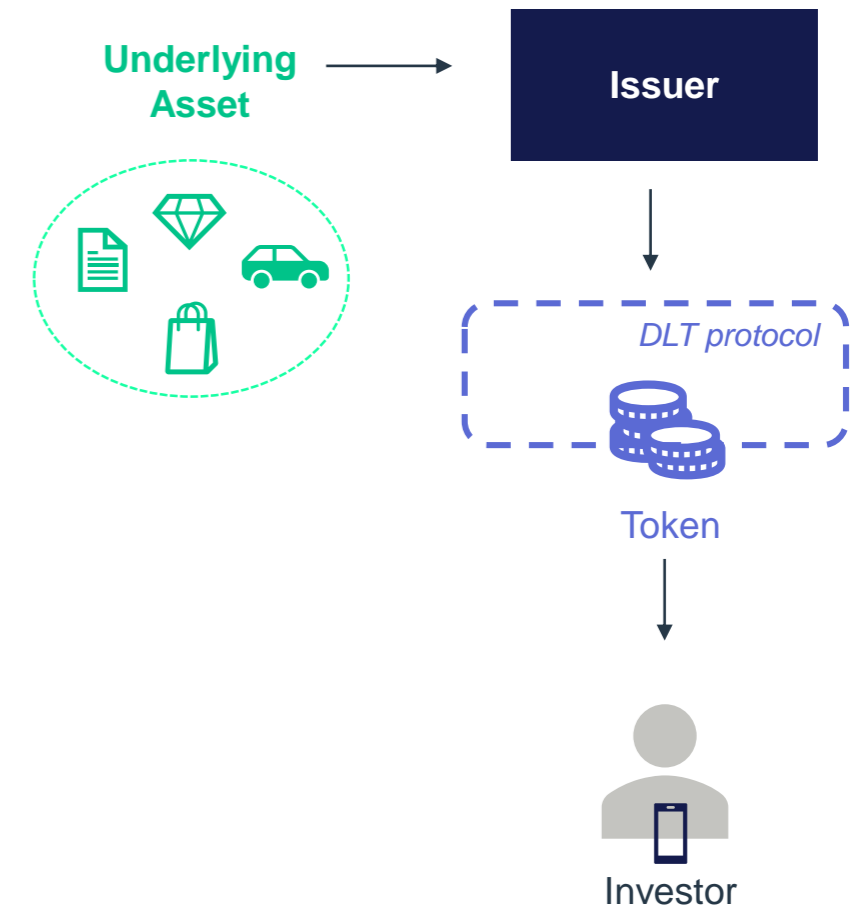 Underlying
Asset
Issuer
DLT protocol
Token
Investor